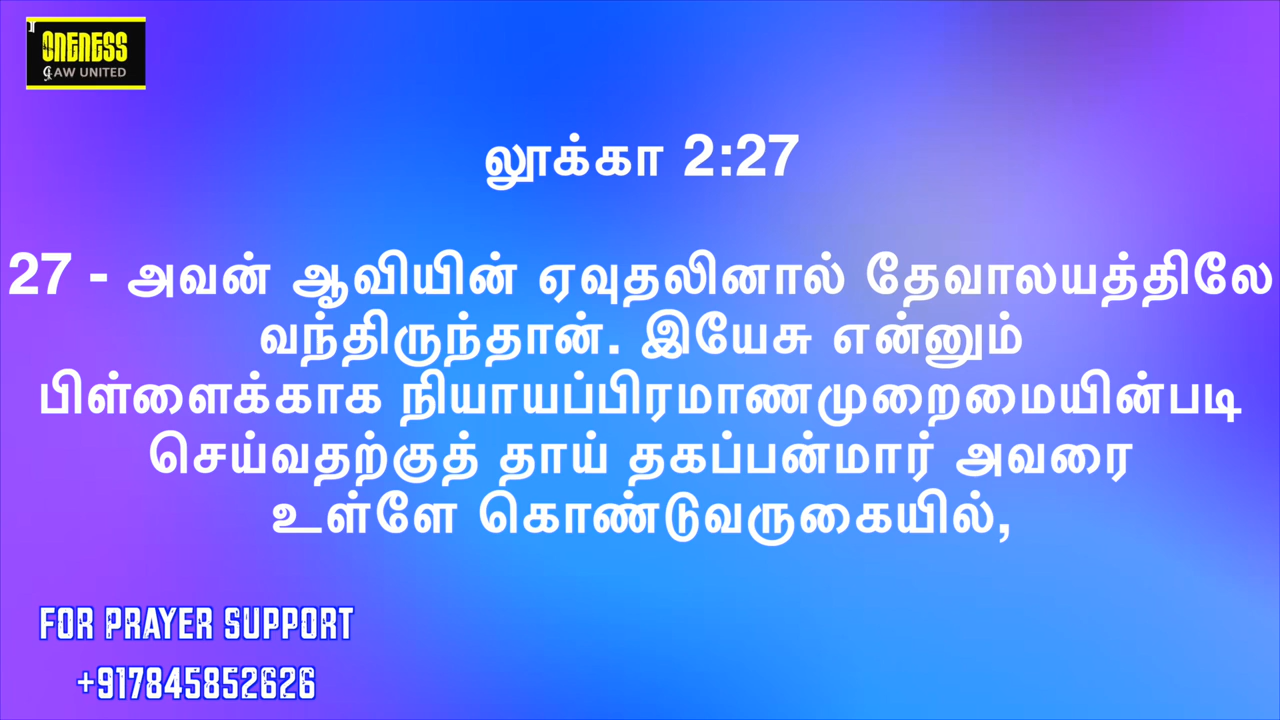 ONENESS
LAW UNITED
லூக்கா 2:27
27 - அவன் ஆவியின் ஏவுதலினால் தேவாலயத்திலே
வந்திருந்தான். இயேசு என்னும்
பிள்ளைக்காக நியாயப்பிரமாணமுறைமையின்படி
செய்வதற்குத் தாய் தகப்பன்மார் அவரை
உள்ளே கொண்டுவருகையில்,
FOR PRAYER SUPPORT
+917845852626